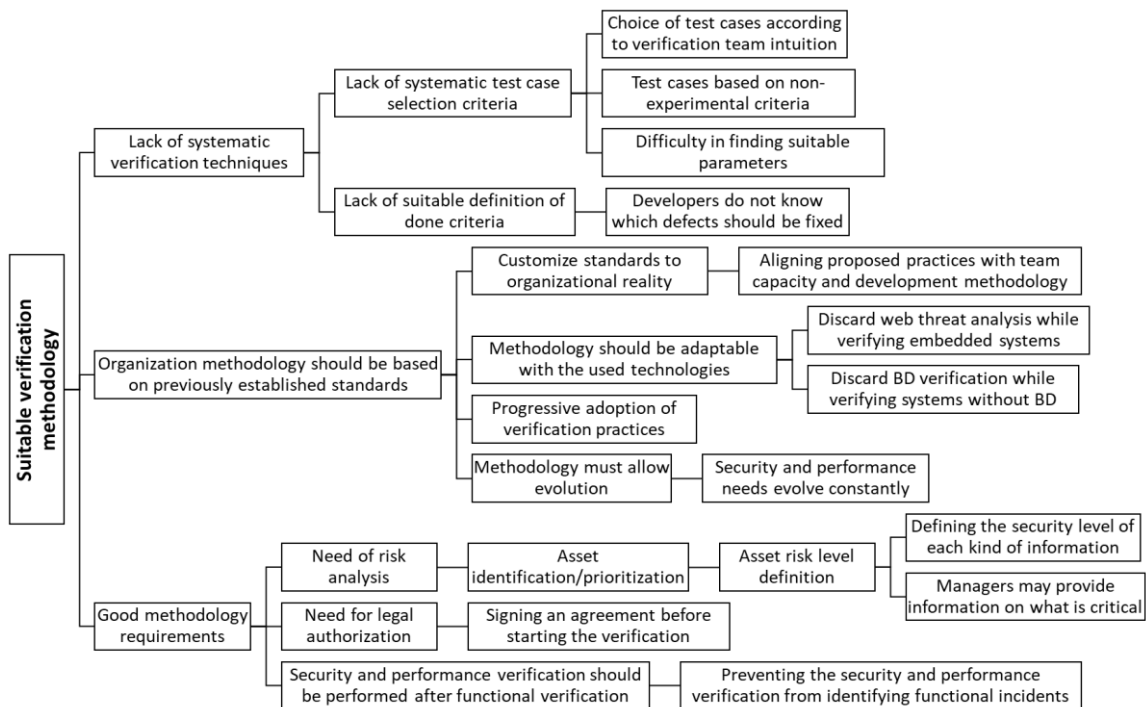 Suitable verification
methodology
Lack of systematic
verification techniques
Lack of systematic test case
selection criteria
Choice of test cases according
to verification team intuition
Test cases based on non-
experimental criteria
Difficulty in finding suitable
parameters
Lack of suitable definition of
done criteria
Developers do not know
which defects should be fixed
Organization methodology should be based
on previously established standards
Customize standards to
organizational reality
Aligning proposed practices with team
capacity and development methodology
Methodology should be adaptable
with the used technologies
Discard web threat analysis while
verifying embedded systems
Discard BD verification while
verifying systems without BD
Progressive adoption of
verification practices
Methodology must allow
evolution
Security and performance
needs evolve constantly
Good methodology
requirements
Need of risk
analysis
Asset
identification/prioritization
Asset risk level
definition
Defining the security level of
each kind of information
Managers may provide
information on what is critical
Need for legal
authorization
Signing an agreement before
starting the verification
Security and performance verification should
be performed after functional verification
Preventing the security and performance
verification from identifying functional incidents